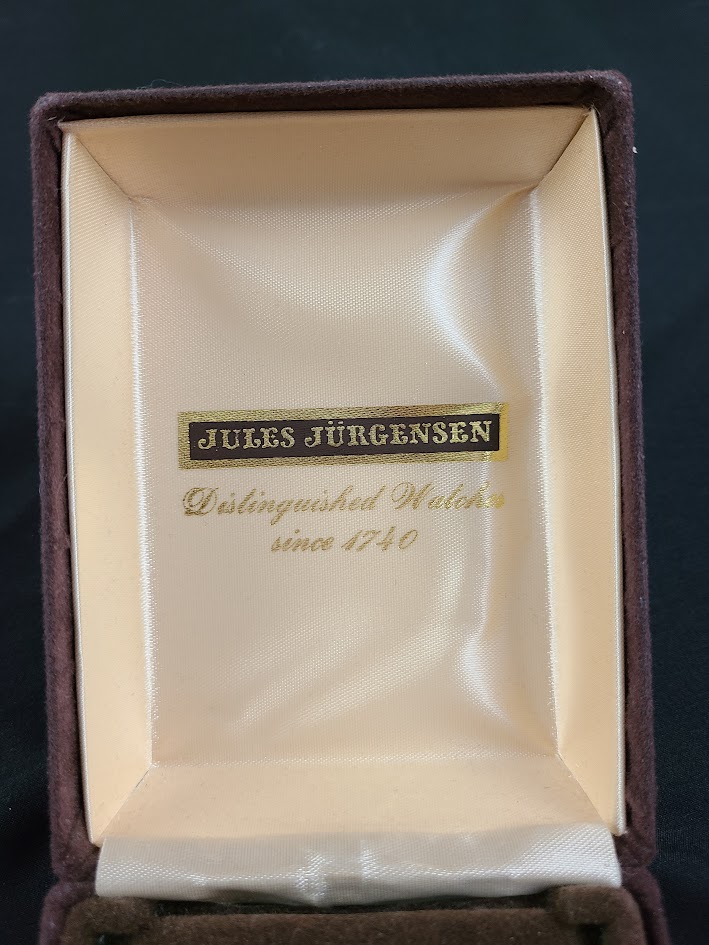 JULES JÜRGENSEN
Distinguished Watches
since 1740